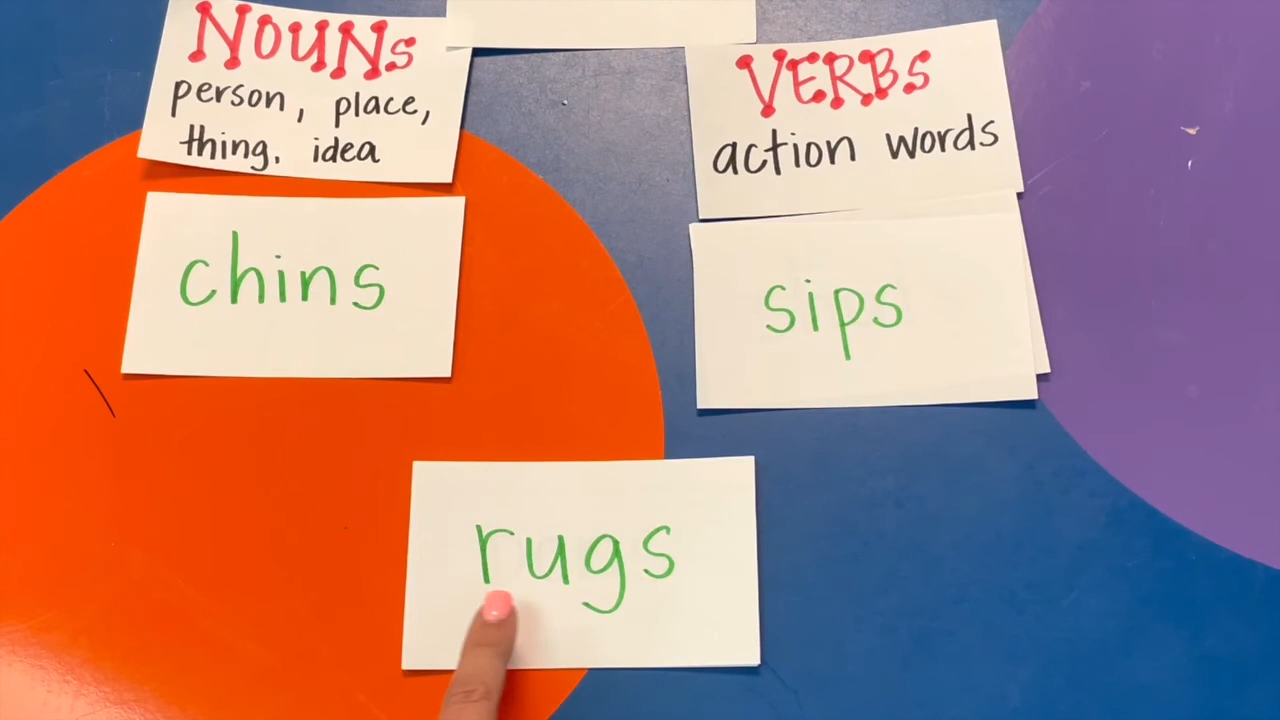 NOUNs
person, place,
thing, idea
VERBs
action words
chins
sips
rugs